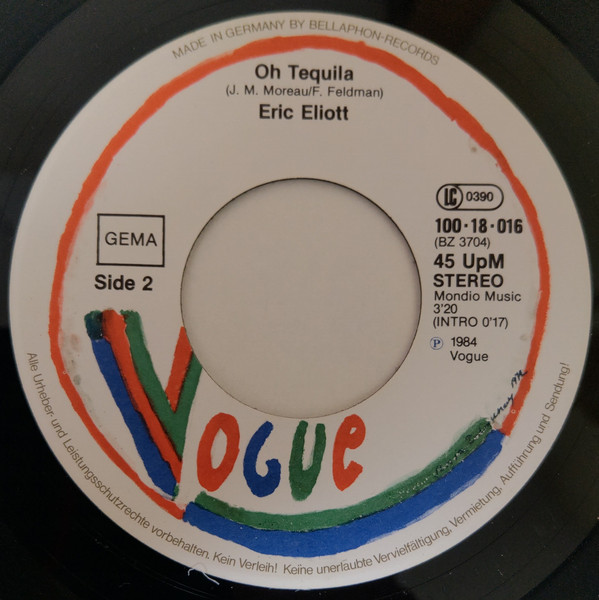 MADE IN GERMANY BY BELLAPHON-RECORDS
Oh Tequila
(J. M. Moreau/F. Feldman)
Eric Eliott
GEMA
Side 2
LC 0390
100·18·016
(BZ 3704)
45 UpM
STEREO
Mondio Music
3'20
(INTRO 0'17)
℗ 1984
Vogue
VOGUe
Alle Urheber- und Leistungsschutzrechte vorbehalten. Kein Verleih! Keine unerlaubte Vervielfältigung, Vermietung, Aufführung und Sendung!